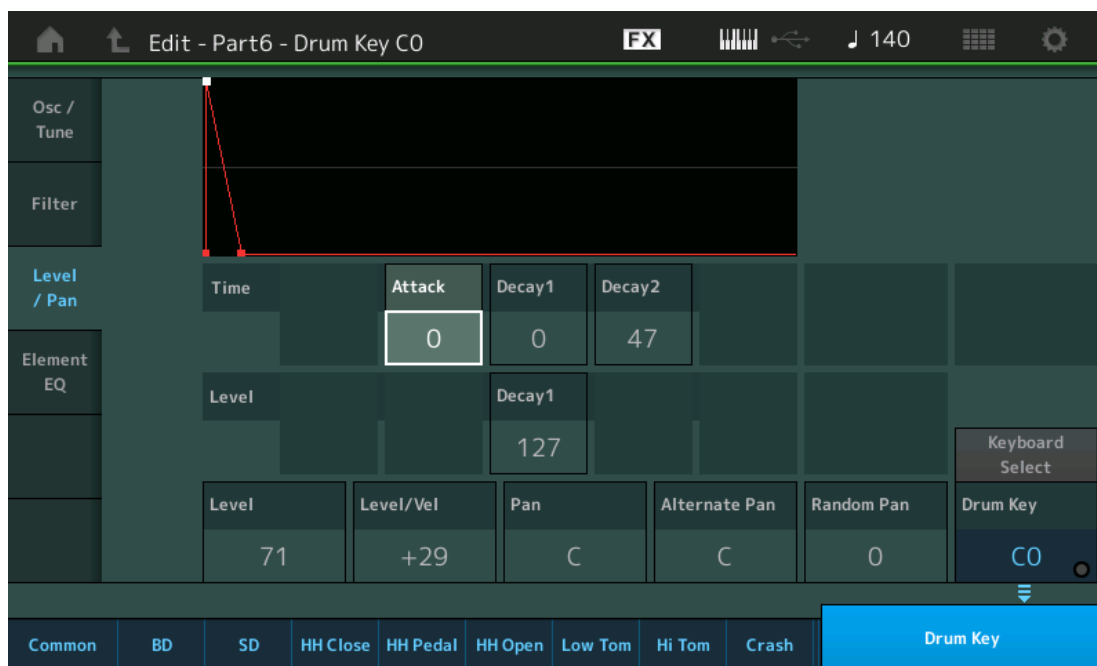 Edit - Part6 - Drum Key C0
FX
♩ 140
Osc /
Tune
Filter
Level
/ Pan
Element
EQ
Time
Attack
Decay1
Decay2
0
0
47
Level
Decay1
127
Keyboard
Select
Level
Level/Vel
Pan
Alternate Pan
Random Pan
Drum Key
71
+29
C
C
0
C0
Common
BD
SD
HH Close
HH Pedal
HH Open
Low Tom
Hi Tom
Crash
Drum Key